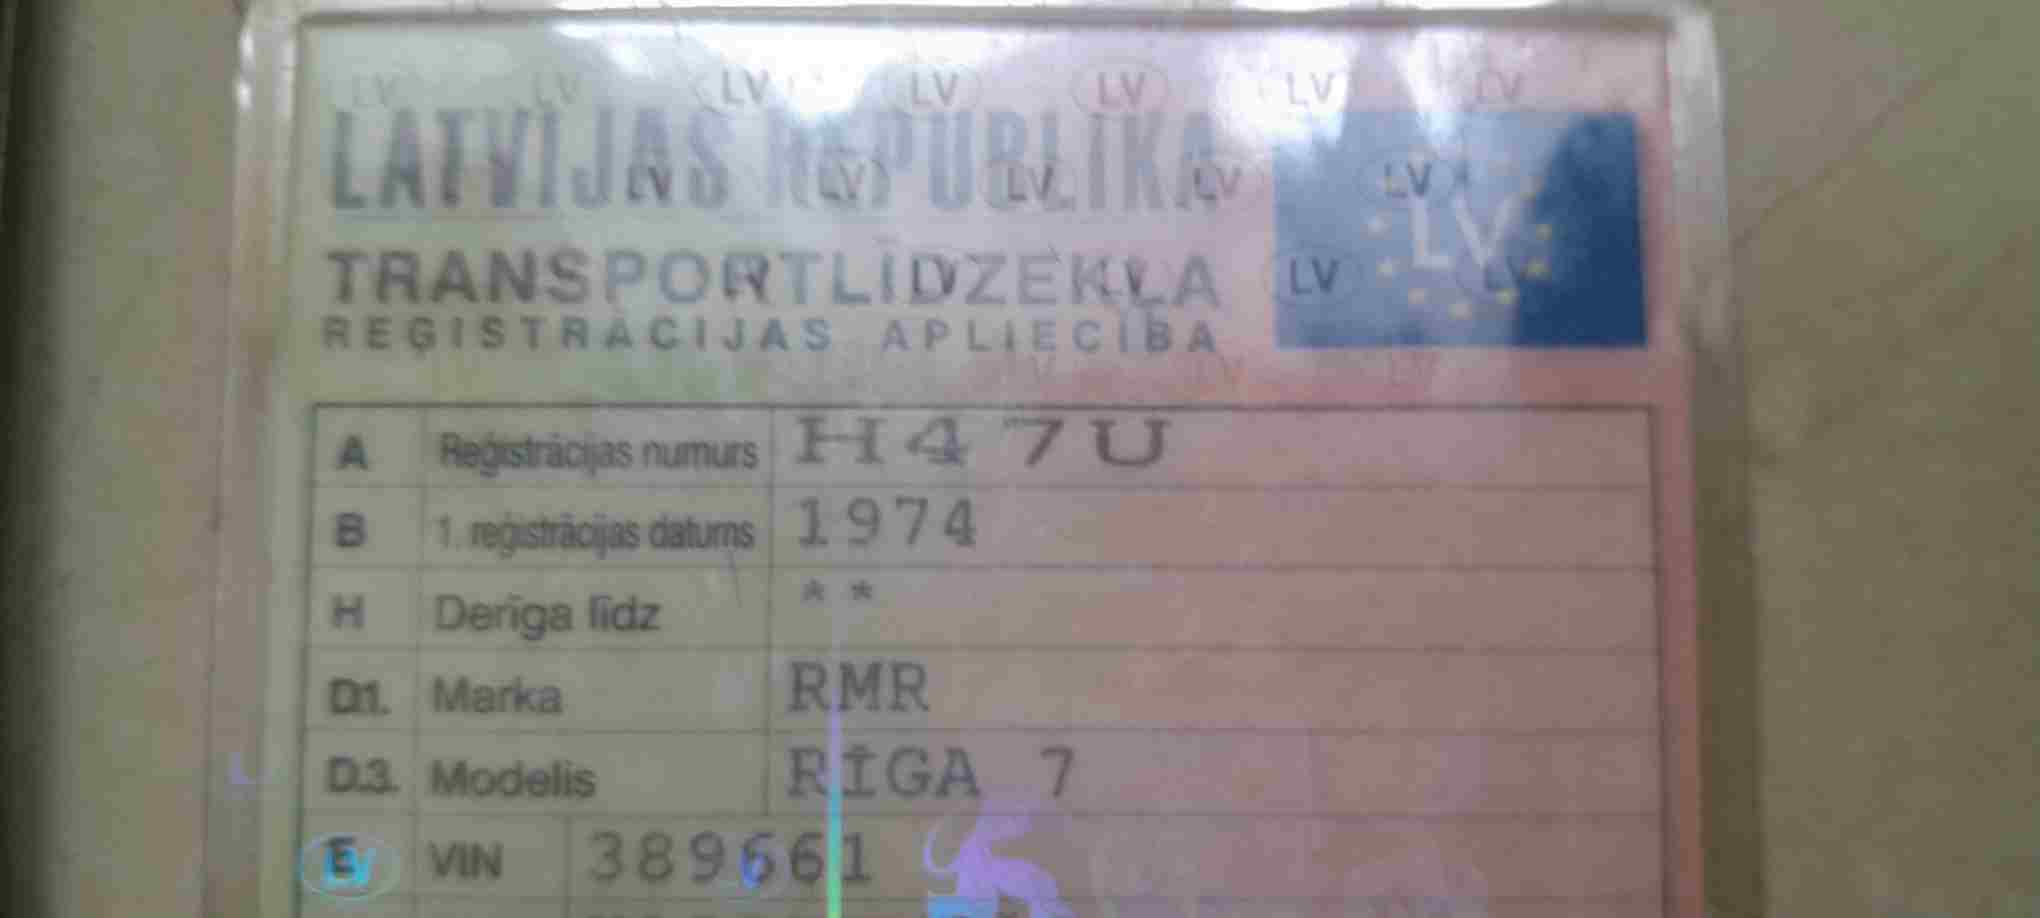 LATVIJAS REPUBLIKA
LV
TRANSPORTLĪDZEKĻA
REĢISTRĀCIJAS APLIECĪBA
A Reģistrācijas numurs H47U
B 1. reģistrācijas datums 1974
H Derīga līdz **
D.1. Marka RMR
D.3. Modelis RĪGA 7
E VIN 389661